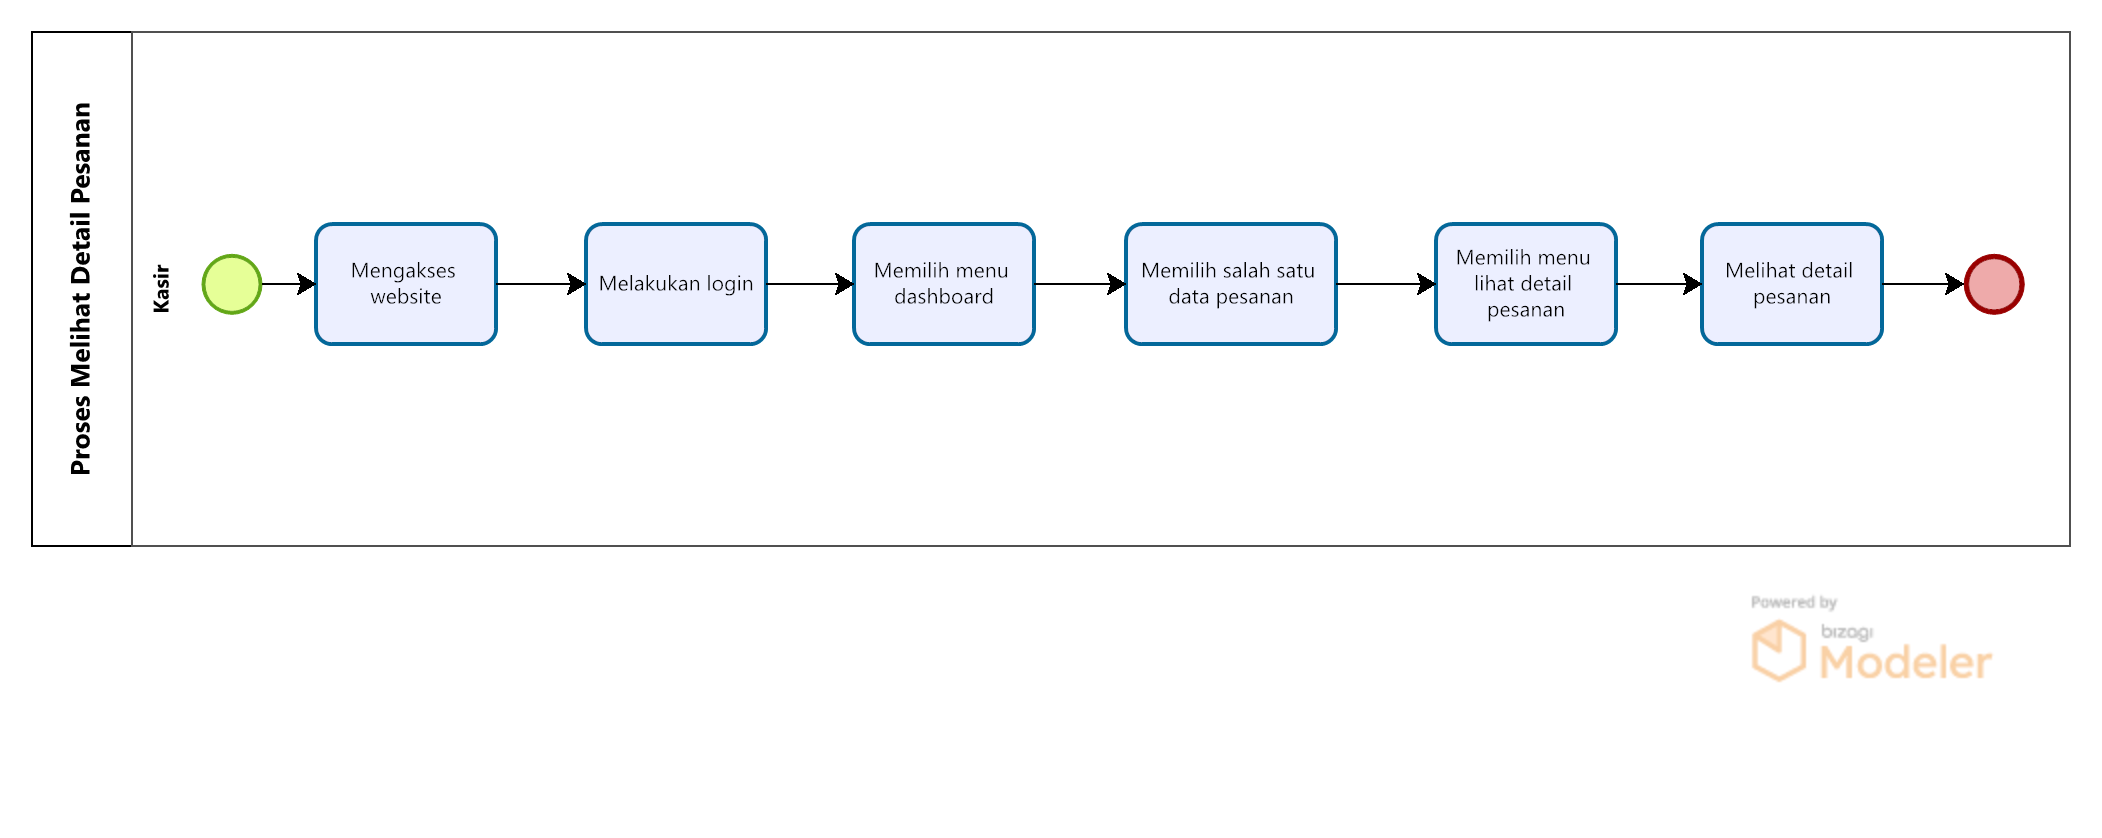 Proses Melihat Detail Pesanan
Kasir
Mengakses
website
Melakukan login
Memilih menu
dashboard
Memilih salah satu
data pesanan
Memilih menu
lihat detail
pesanan
Melihat detail
pesanan
Powered by
bizagi
Modeler